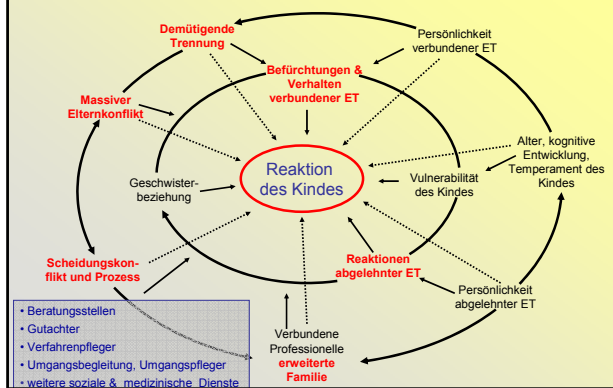 Demütigende
Trennung
Persönlichkeit
verbundener ET
Befürchtungen &
Verhalten
verbundener ET
Massiver
Elternkonflikt
Alter, kognitive
Entwicklung,
Temperament des
Kindes
Reaktion
des Kindes
Geschwister-
beziehung
Vulnerabilität
des Kindes
Scheidungskon-
flikt und Prozess
Reaktionen
abgelehnter ET
Persönlichkeit
abgelehnter ET
• Beratungsstellen
• Gutachter
• Verfahrenpfleger
• Umgangsbegleitung, Umgangspfleger
• weitere soziale & medizinische Dienste
Verbundene
Professionelle
erweiterte
Familie